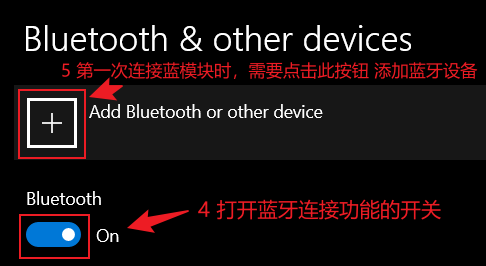 Bluetooth & other devices
5 第一次连接蓝模块时，需要点击此按钮 添加蓝牙设备
Add Bluetooth or other device
Bluetooth
4 打开蓝牙连接功能的开关
On